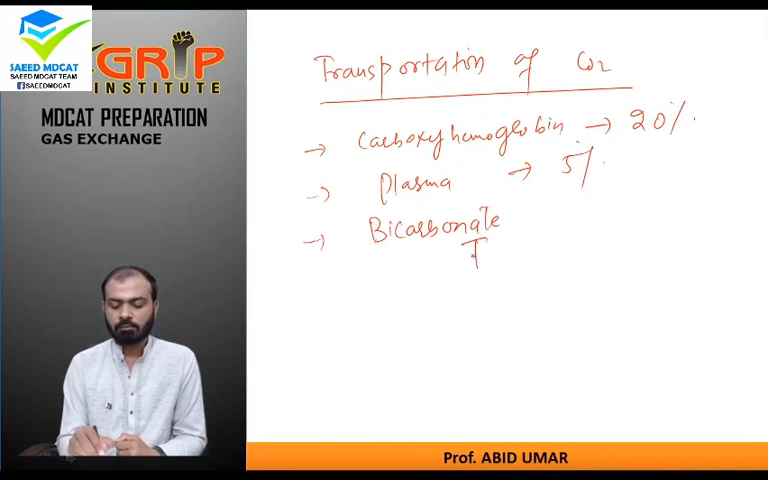 SAEED MDCAT
SAEED MDCAT TEAM
SAEEDMDCAT
GRIP
INSTITUTE
MDCAT PREPARATION
GAS EXCHANGE
Transportation of CO2
→ Carboxyhemoglobin → 20%
→ Plasma → 5%
→ Bicarbonate
Prof. ABID UMAR